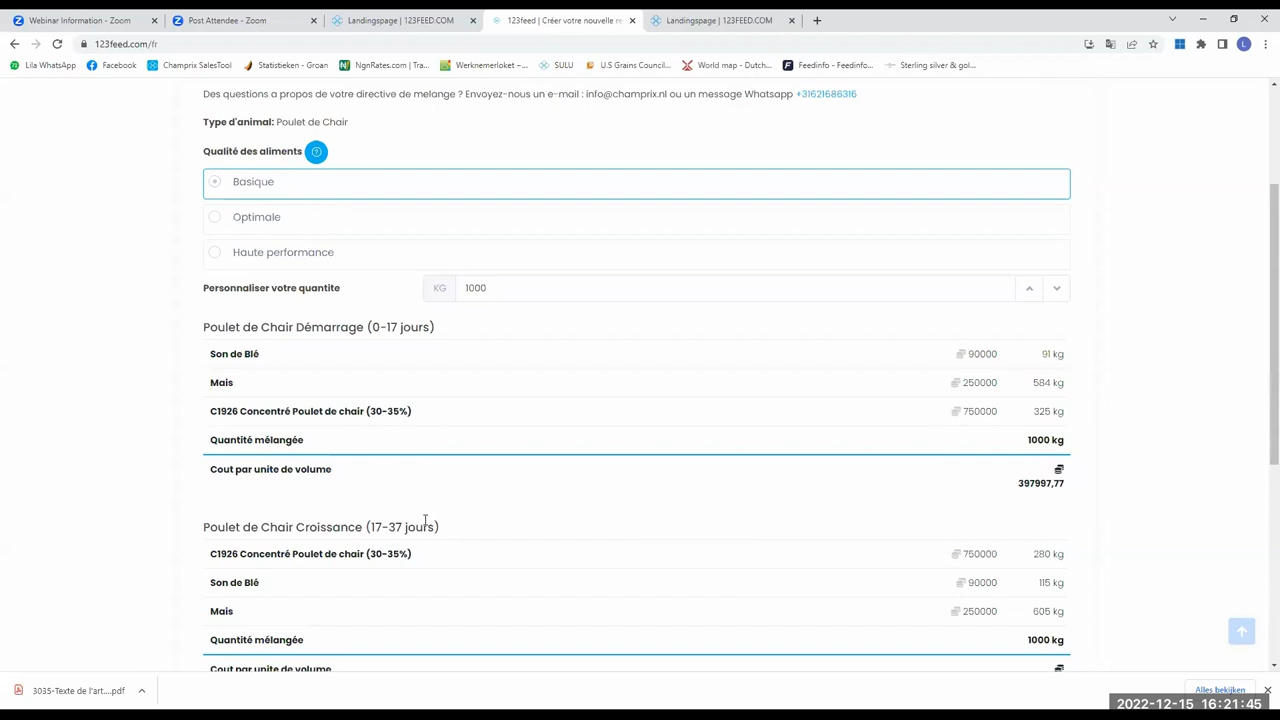 Webinar Information - Zoom
Post Attendee - Zoom
Landingspage | 123FEED.COM
123feed | Créer votre nouvelle re
Landingspage | 123FEED.COM
123feed.com/fr
L
Lila WhatsApp
Facebook
Champrix SalesTool
Statistieken - Groan
NgnRates.com | Tra...
Werknemerloket –...
SULU
U.S Grains Council...
World map - Dutch...
Feedinfo - Feedinfo...
Sterling silver & gol...
Des questions a propos de votre directive de melange ? Envoyez-nous un e-mail : info@champrix.nl ou un message Whatsapp +31621686316
Type d'animal: Poulet de Chair
Qualité des aliments ?
Basique
Optimale
Haute performance
Personnaliser votre quantite KG 1000
Poulet de Chair Démarrage (0-17 jours)
Son de Blé 90000 91 kg
Mais 250000 584 kg
C1926 Concentré Poulet de chair (30-35%) 750000 325 kg
Quantité mélangée 1000 kg
Cout par unite de volume
397997,77
Poulet de Chair Croissance (17-37 jours)
C1926 Concentré Poulet de chair (30-35%) 750000 280 kg
Son de Blé 90000 115 kg
Mais 250000 605 kg
Quantité mélangée 1000 kg
Cout par unite de volume
3035-Texte de l'art....pdf
Alles bekijken
2022-12-15 16:21:45